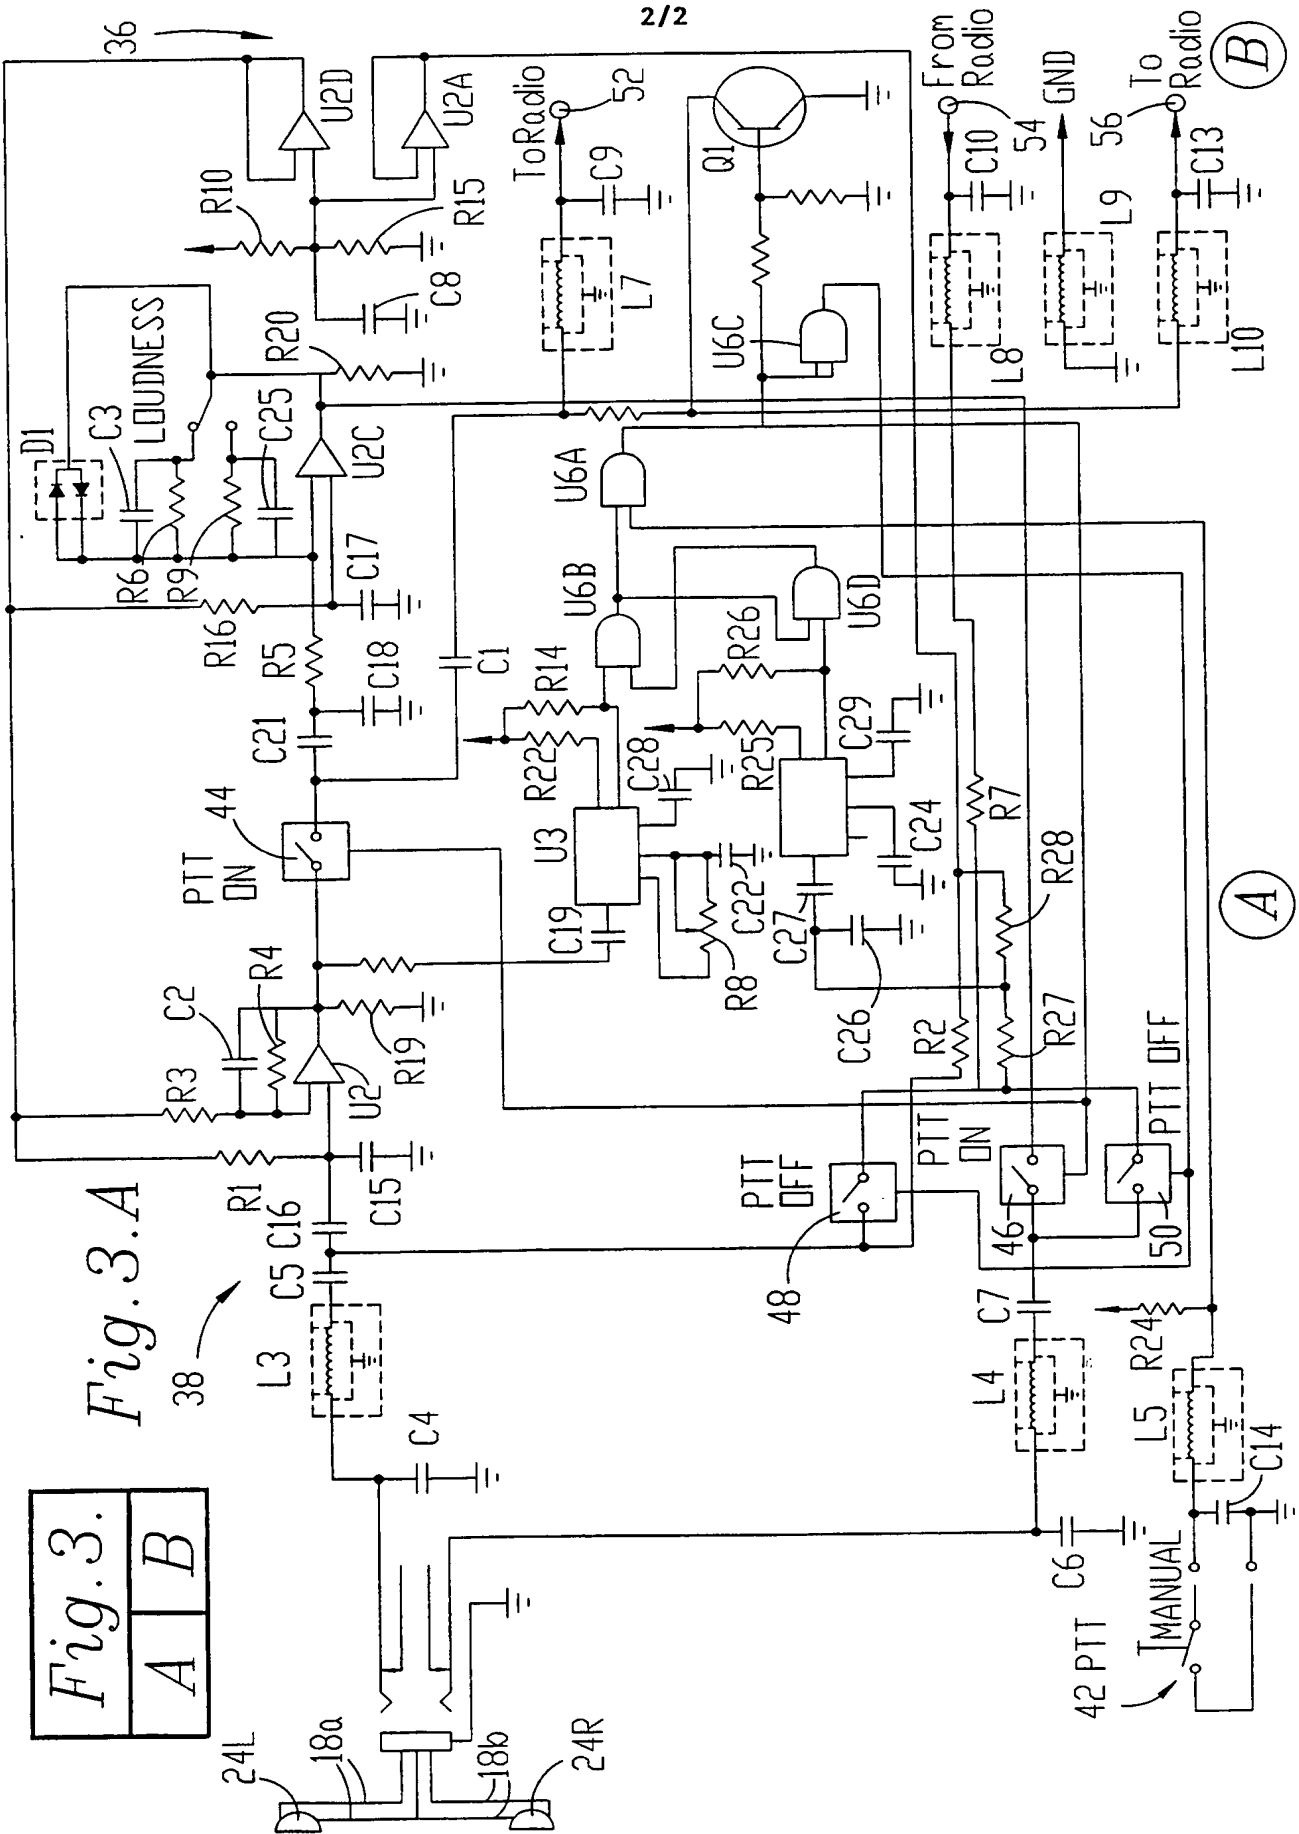 2/2
Fig. 3.
A B
Fig. 3. A
36
38
R10
U2D
U2A
R15
C8
ToRadio
52
C9
L7
D1
C3
LOUDNESS
R6
R9
C25
R20
U2C
R16
C17
R5
C18
C21
C1
44
PTT
ON
C2
R4
R3
U2
R19
R1
C15
C16
C5
L3
C4
24L
18a
18b
24R
Q1
U6C
U6A
U6B
U6D
R14
R22
R26
R25
C28
C29
U3
C19
C22
R8
C27
C24
C26
R7
R28
R2
R27
From
Radio
54
C10
L8
GND
L9
56
To
Radio
C13
L10
B
A
PTT
OFF
48
PTT
ON
46
PTT OFF
50
C7
L4
R24
L5
C14
C6
42 PTT
MANUAL